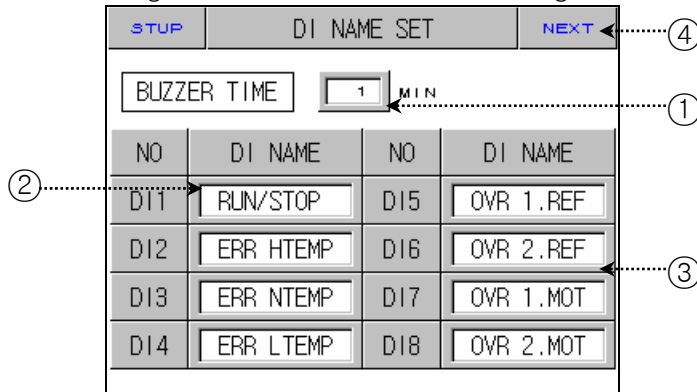 STUP DI NAME SET NEXT ④
BUZZER TIME 1 MIN ①
NO DI NAME NO DI NAME
② DI1 RUN/STOP DI5 OVR 1.REF
DI2 ERR HTEMP DI6 OVR 2.REF ③
DI3 ERR NTEMP DI7 OVR 1.MOT
DI4 ERR LTEMP DI8 OVR 2.MOT